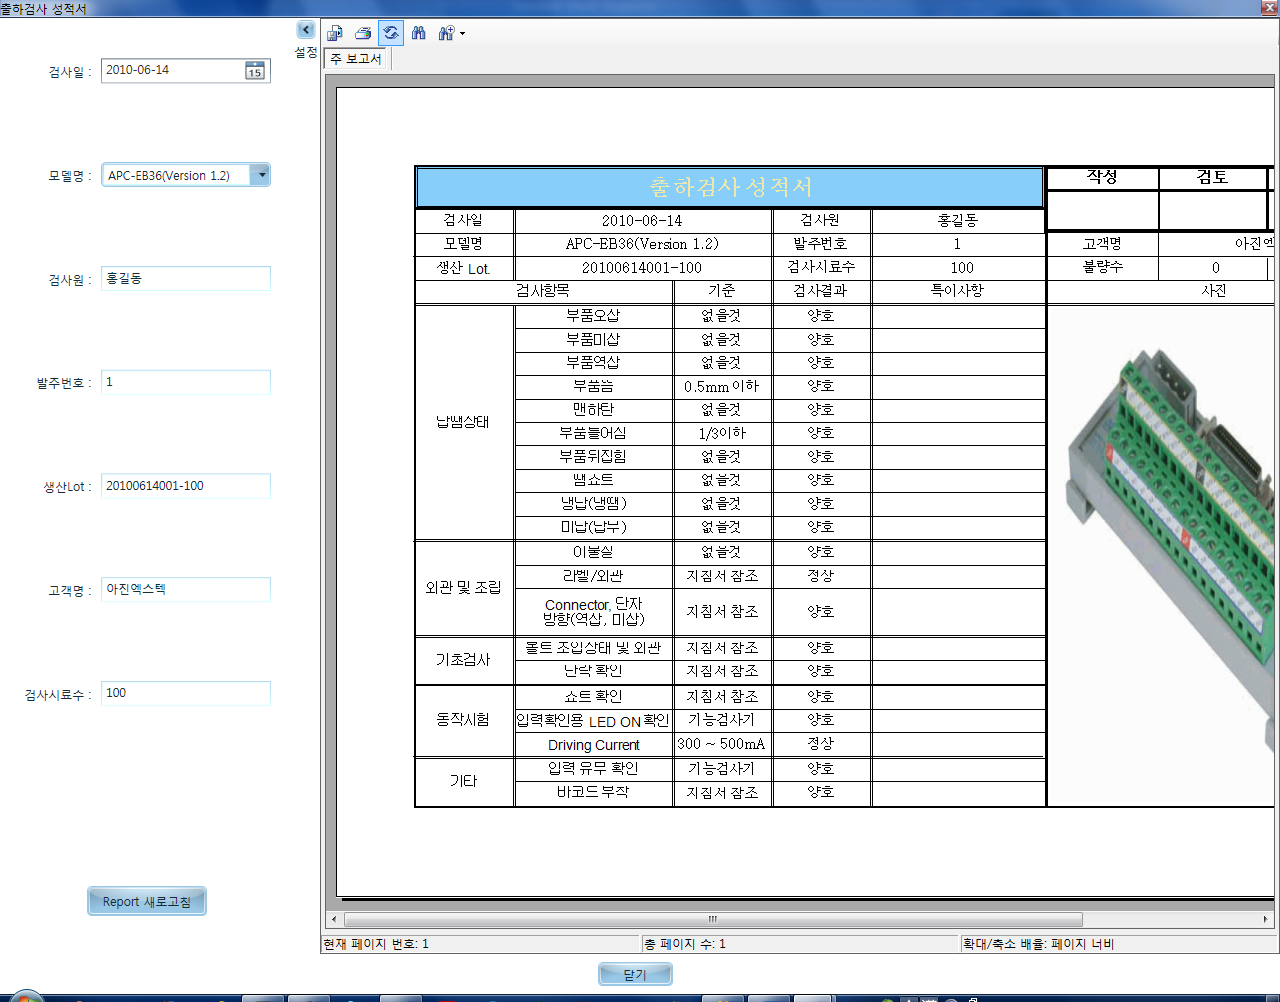 출하검사 성적서
설정
주 보고서
검사일 : 2010-06-14
모델명 : APC-EB36(Version 1.2)
검사원 : 홍길동
발주번호 : 1
생산Lot : 20100614001-100
고객명 : 아진엑스텍
검사시료수 : 100
Report 새로고침
출하검사 성적서 작성 검토
검사일 2010-06-14 검사원 홍길동
모델명 APC-EB36(Version 1.2) 발주번호 1 고객명 아진엑
생산 Lot. 20100614001-100 검사시료수 100 불량수 0
검사항목 기준 검사결과 특이사항 사진
납땜상태 부품오삽 없을것 양호
부품미삽 없을것 양호
부품역삽 없을것 양호
부품뜸 0.5mm 이하 양호
맨하탄 없을것 양호
부품틀어짐 1/3이하 양호
부품뒤집힘 없을것 양호
땜쇼트 없을것 양호
냉납(냉땜) 없을것 양호
미납(납부) 없을것 양호
외관 및 조립 이물질 없을것 양호
라벨/외관 지침서 참조 정상
Connector, 단자
방향(역삽, 미삽) 지침서 참조 양호
기초검사 볼트 조임상태 및 외관 지침서 참조 양호
난락 확인 지침서 참조 양호
동작시험 쇼트 확인 지침서 참조 양호
입력확인용 LED ON 확인 기능검사기 양호
Driving Current 300 ~ 500mA 정상
기타 입력 유무 확인 기능검사기 양호
바코드 부착 지침서 참조 양호
현재 페이지 번호: 1 총 페이지 수: 1 확대/축소 배율: 페이지 너비
닫기